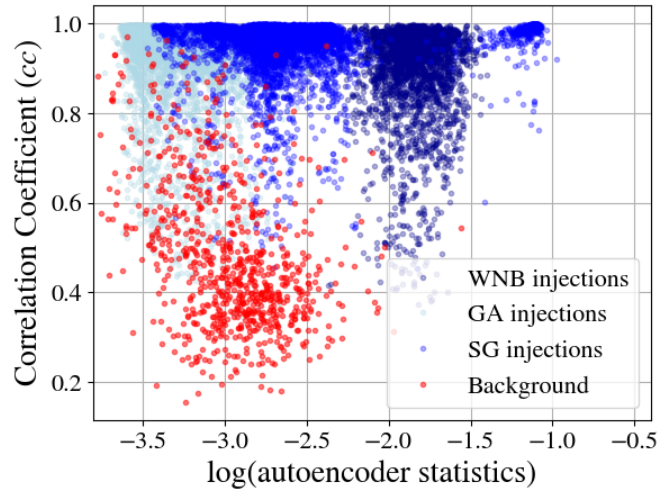 1.0
0.8
0.6
0.4
0.2
Correlation Coefficient (cc)
WNB injections
GA injections
SG injections
Background
−3.5 −3.0 −2.5 −2.0 −1.5 −1.0 −0.5
log(autoencoder statistics)